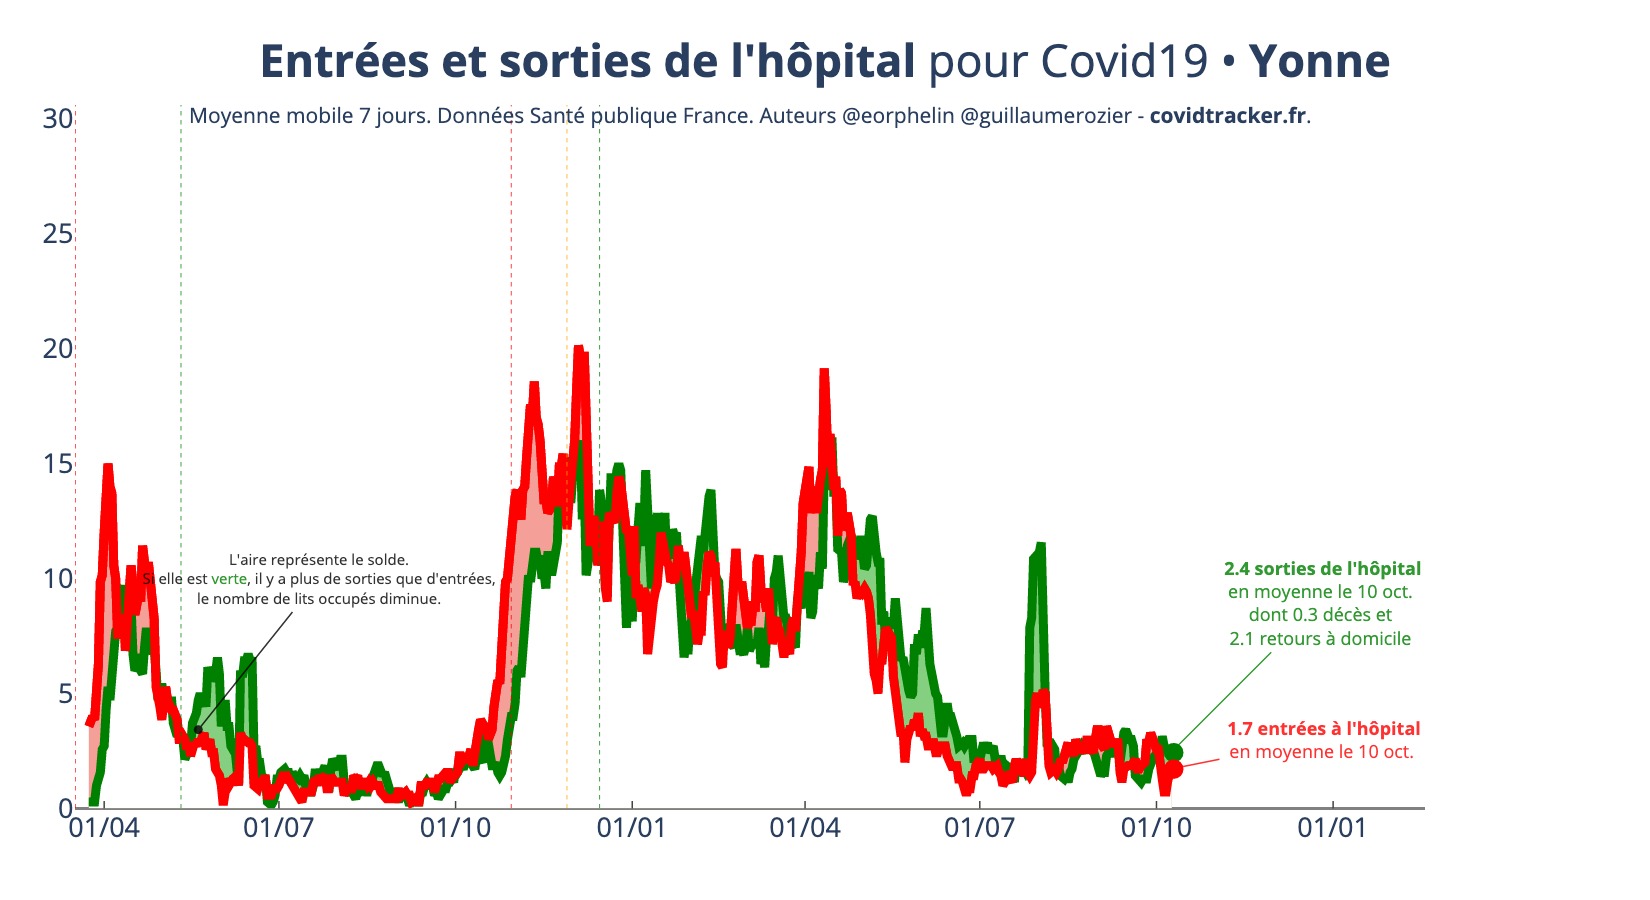 Entrées et sorties de l'hôpital pour Covid19 • Yonne
Moyenne mobile 7 jours. Données Santé publique France. Auteurs @eorphelin @guillaumerozier - covidtracker.fr.
30
25
20
15
10
5
0
L'aire représente le solde.
Si elle est verte, il y a plus de sorties que d'entrées,
le nombre de lits occupés diminue.
2.4 sorties de l'hôpital
en moyenne le 10 oct.
dont 0.3 décès et
2.1 retours à domicile
1.7 entrées à l'hôpital
en moyenne le 10 oct.
01/04 01/07 01/10 01/01 01/04 01/07 01/10 01/01